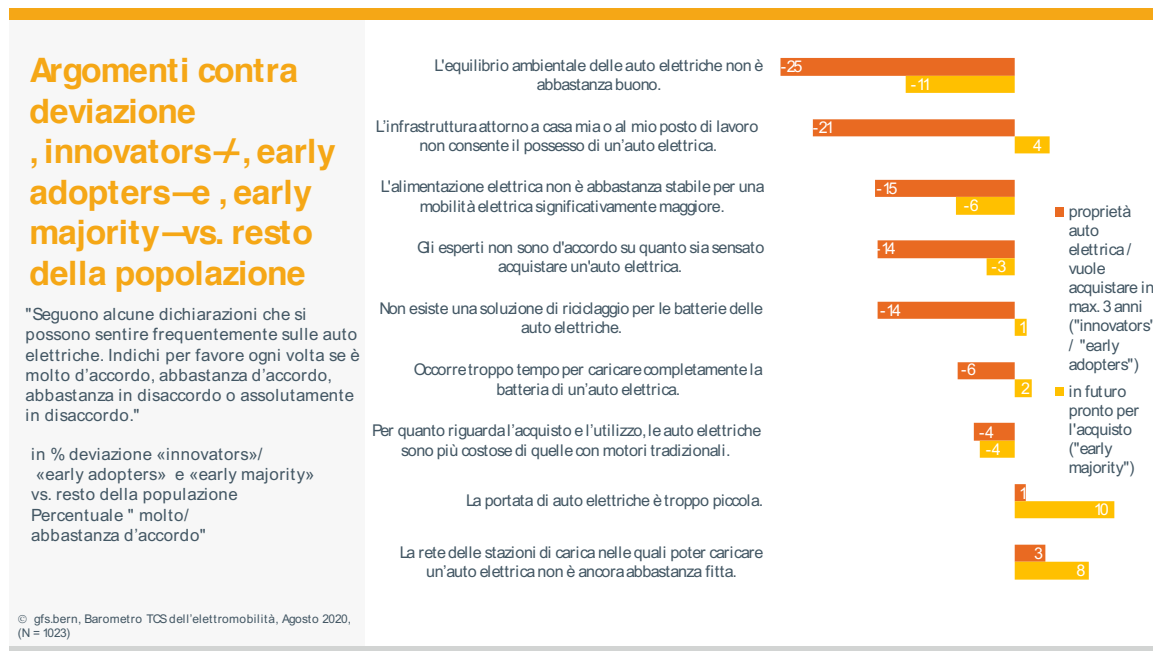 Argomenti contra
deviazione
‚innovators‘/‚early
adopters‘ e ‚early
majority‘ vs. resto
della popolazione
"Seguono alcune dichiarazioni che si
possono sentire frequentemente sulle auto
elettriche. Indichi per favore ogni volta se è
molto d’accordo, abbastanza d’accordo,
abbastanza in disaccordo o assolutamente
in disaccordo."
in % deviazione «innovators»/
«early adopters» e «early majority»
vs. resto della populazione
Percentuale " molto/
abbastanza d’accordo"
© gfs.bern, Barometro TCS dell’elettromobilità, Agosto 2020,
(N = 1023)
L'equilibrio ambientale delle auto elettriche non è
abbastanza buono.
-25
-11
L’infrastruttura attorno a casa mia o al mio posto di lavoro
non consente il possesso di un’auto elettrica.
-21
4
L'alimentazione elettrica non è abbastanza stabile per una
mobilità elettrica significativamente maggiore.
-15
-6
Gli esperti non sono d'accordo su quanto sia sensato
acquistare un'auto elettrica.
-14
-3
Non esiste una soluzione di riciclaggio per le batterie delle
auto elettriche.
-14
1
Occorre troppo tempo per caricare completamente la
batteria di un’auto elettrica.
-6
2
Per quanto riguarda l’acquisto e l’utilizzo, le auto elettriche
sono più costose di quelle con motori tradizionali.
-4
-4
La portata di auto elettriche è troppo piccola.
1
10
La rete delle stazioni di carica nelle quali poter caricare
un’auto elettrica non è ancora abbastanza fitta.
3
8
proprietà
auto
elettrica /
vuole
acquistare in
max. 3 anni
("innovators"
/ "early
adopters")
in futuro
pronto per
l'acquisto
("early
majority")